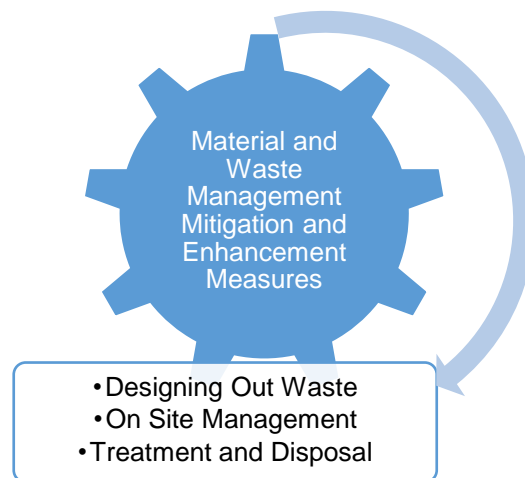 Material and
Waste
Management
Mitigation and
Enhancement
Measures
•Designing Out Waste
•On Site Management
•Treatment and Disposal